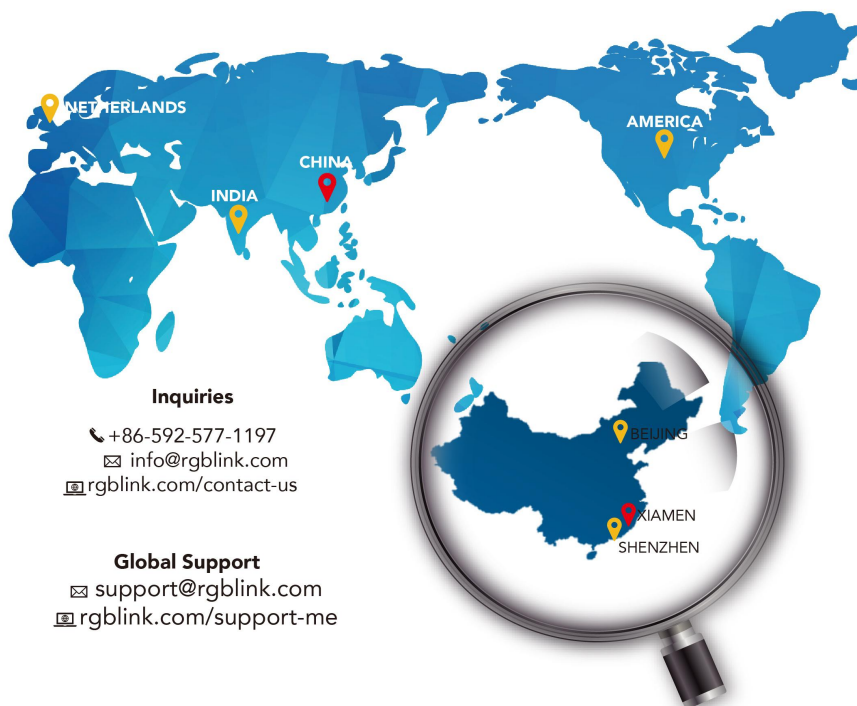 NETHERLANDS
AMERICA
CHINA
INDIA
Inquiries
+86-592-577-1197
info@rgblink.com
rgblink.com/contact-us
BEIJING
XIAMEN
SHENZHEN
Global Support
support@rgblink.com
rgblink.com/support-me